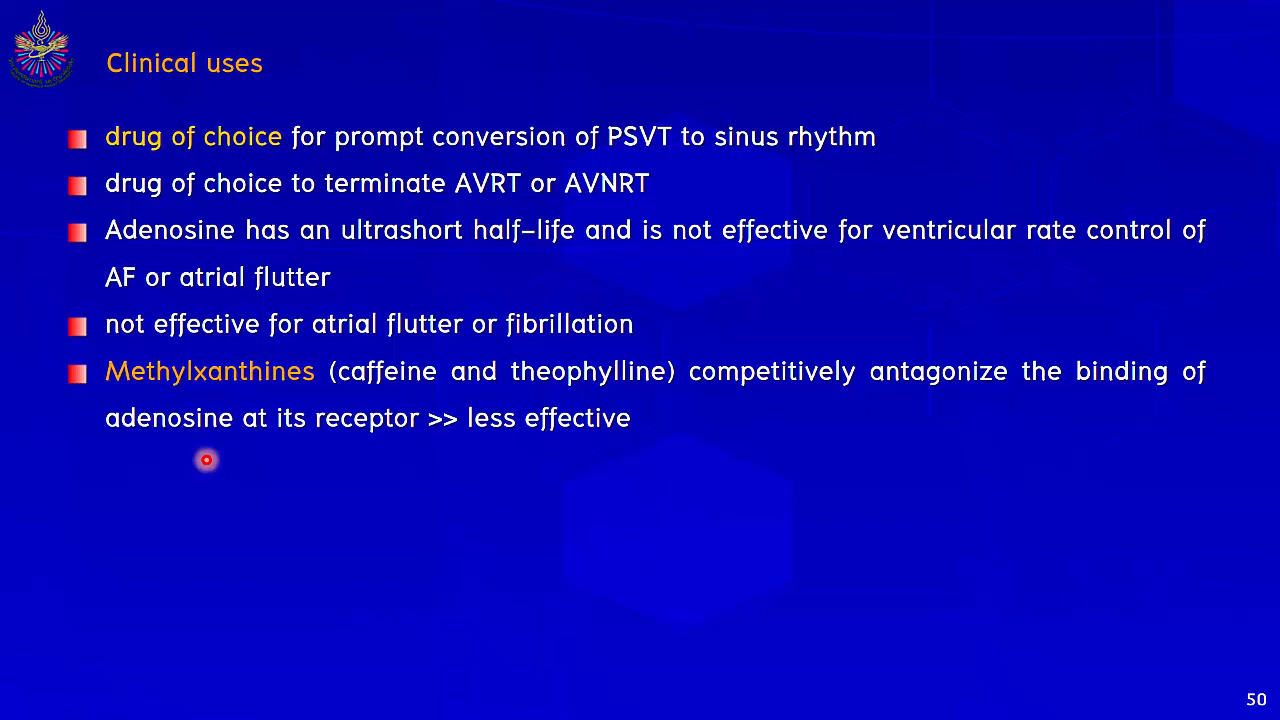 Clinical uses
drug of choice for prompt conversion of PSVT to sinus rhythm
drug of choice to terminate AVRT or AVNRT
Adenosine has an ultrashort half-life and is not effective for ventricular rate control of
AF or atrial flutter
not effective for atrial flutter or fibrillation
Methylxanthines (caffeine and theophylline) competitively antagonize the binding of
adenosine at its receptor >> less effective
50